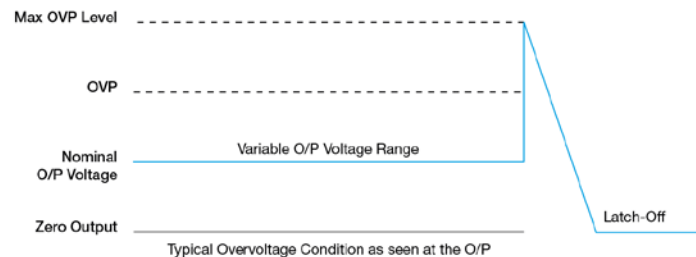 Max OVP Level
OVP
Variable O/P Voltage Range
Nominal
O/P Voltage
Latch-Off
Zero Output
Typical Overvoltage Condition as seen at the O/P